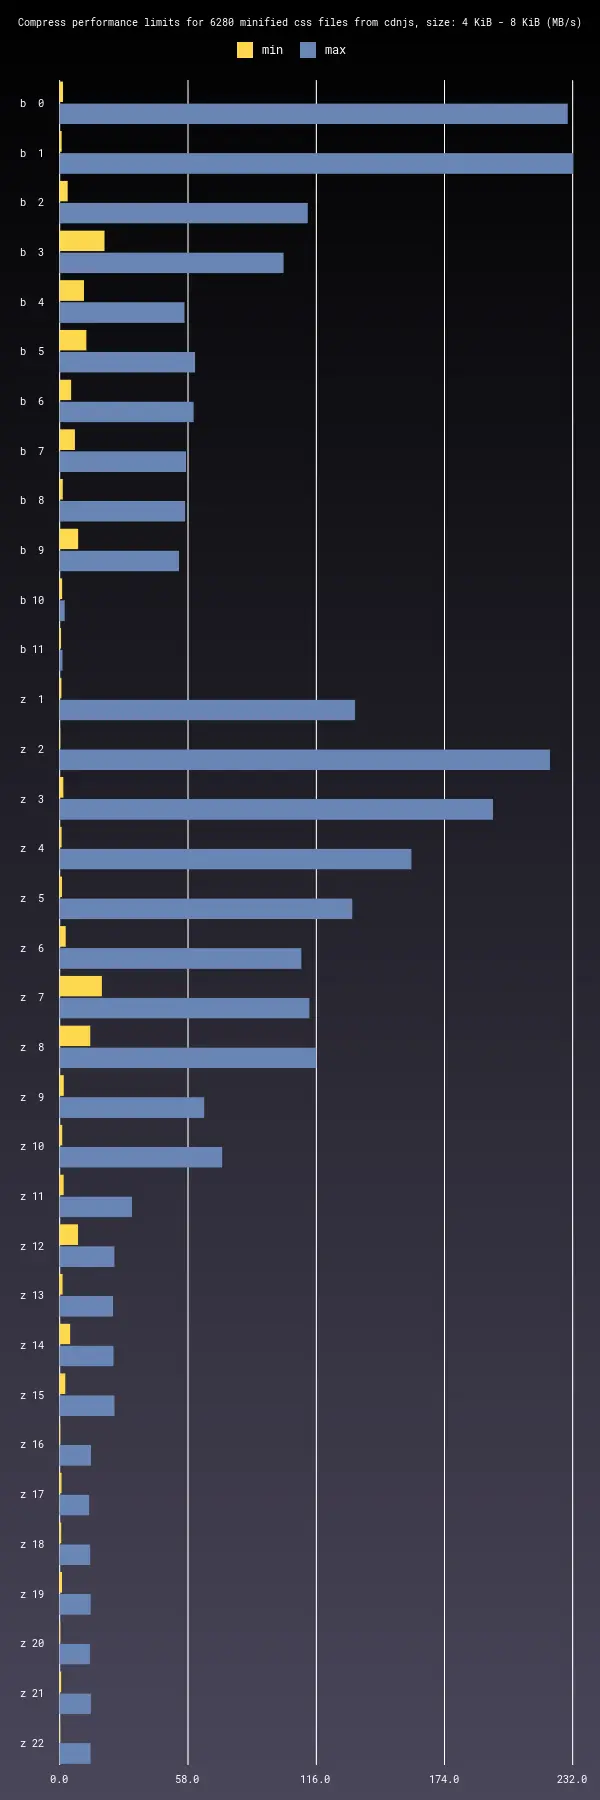 Compress performance limits for 6280 minified css files from cdnjs, size: 4 KiB - 8 KiB (MB/s)
min max
b 0
b 1
b 2
b 3
b 4
b 5
b 6
b 7
b 8
b 9
b 10
b 11
z 1
z 2
z 3
z 4
z 5
z 6
z 7
z 8
z 9
z 10
z 11
z 12
z 13
z 14
z 15
z 16
z 17
z 18
z 19
z 20
z 21
z 22
0.0 58.0 116.0 174.0 232.0